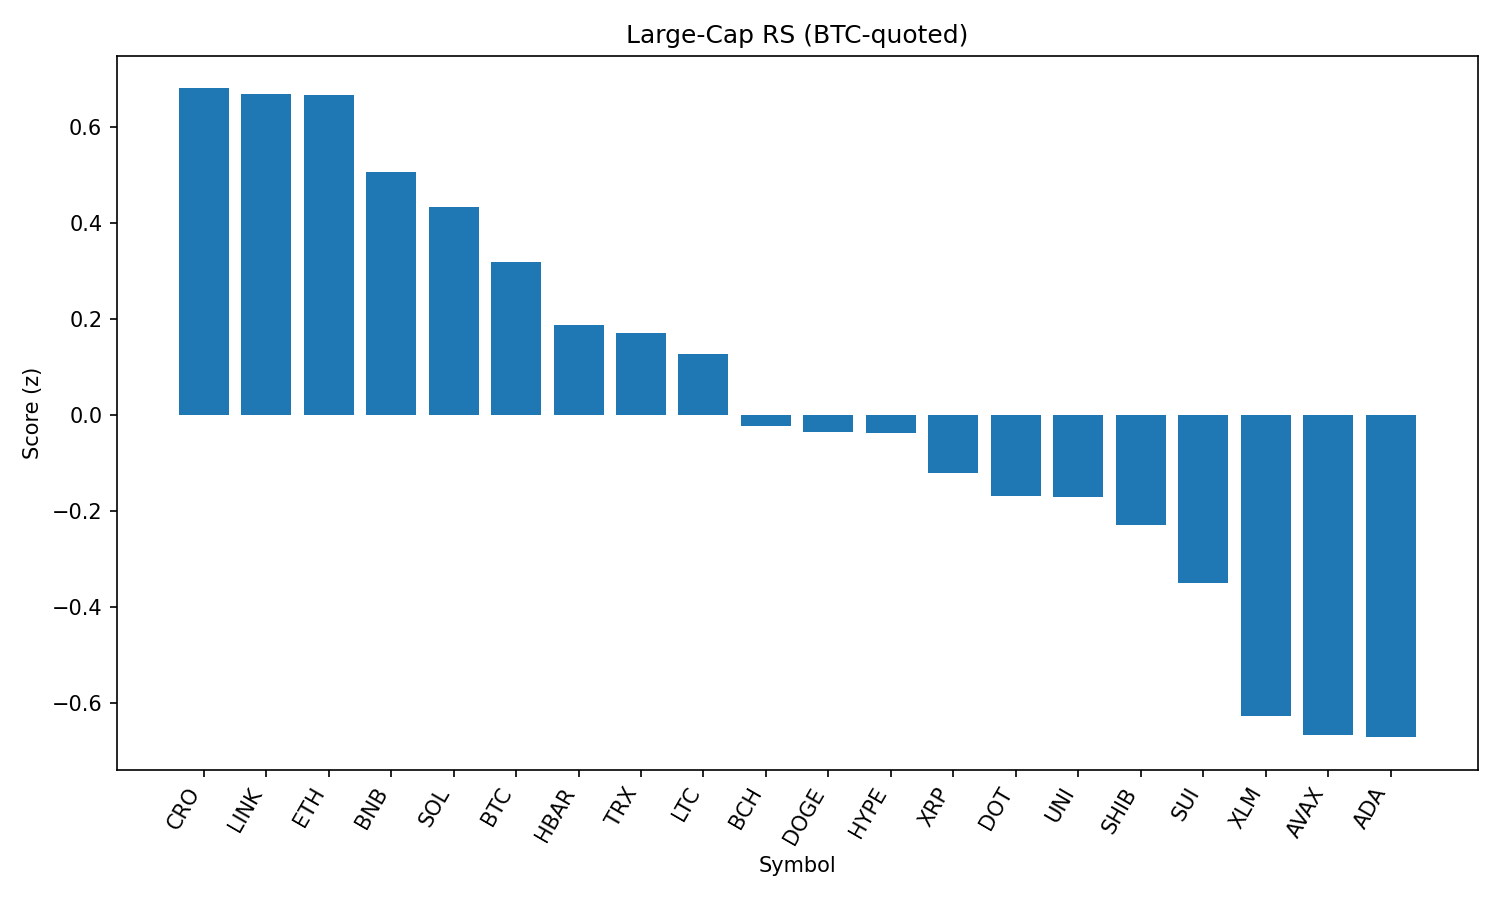 Large-Cap RS (BTC-quoted)
Score (z)
0.6
0.4
0.2
0.0
−0.2
−0.4
−0.6
CRO
LINK
ETH
BNB
SOL
BTC
HBAR
TRX
LTC
BCH
DOGE
HYPE
XRP
DOT
UNI
SHIB
SUI
XLM
AVAX
ADA
Symbol